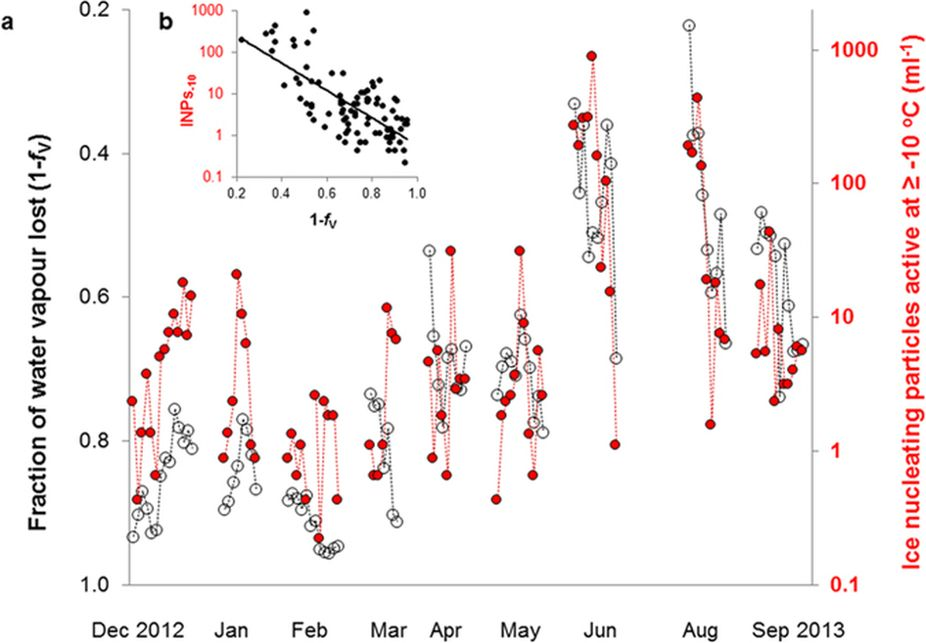 a
b
Fraction of water vapour lost (1-fV)
0.2
0.4
0.6
0.8
1.0
INPs-10
1000
100
10
1
0.1
0.2 0.4 0.6 0.8 1.0
1-fV
1000
100
10
1
0.1
Ice nucleating particles active at ≥ -10 ºC (ml-1)
Dec 2012 Jan Feb Mar Apr May Jun Aug Sep 2013